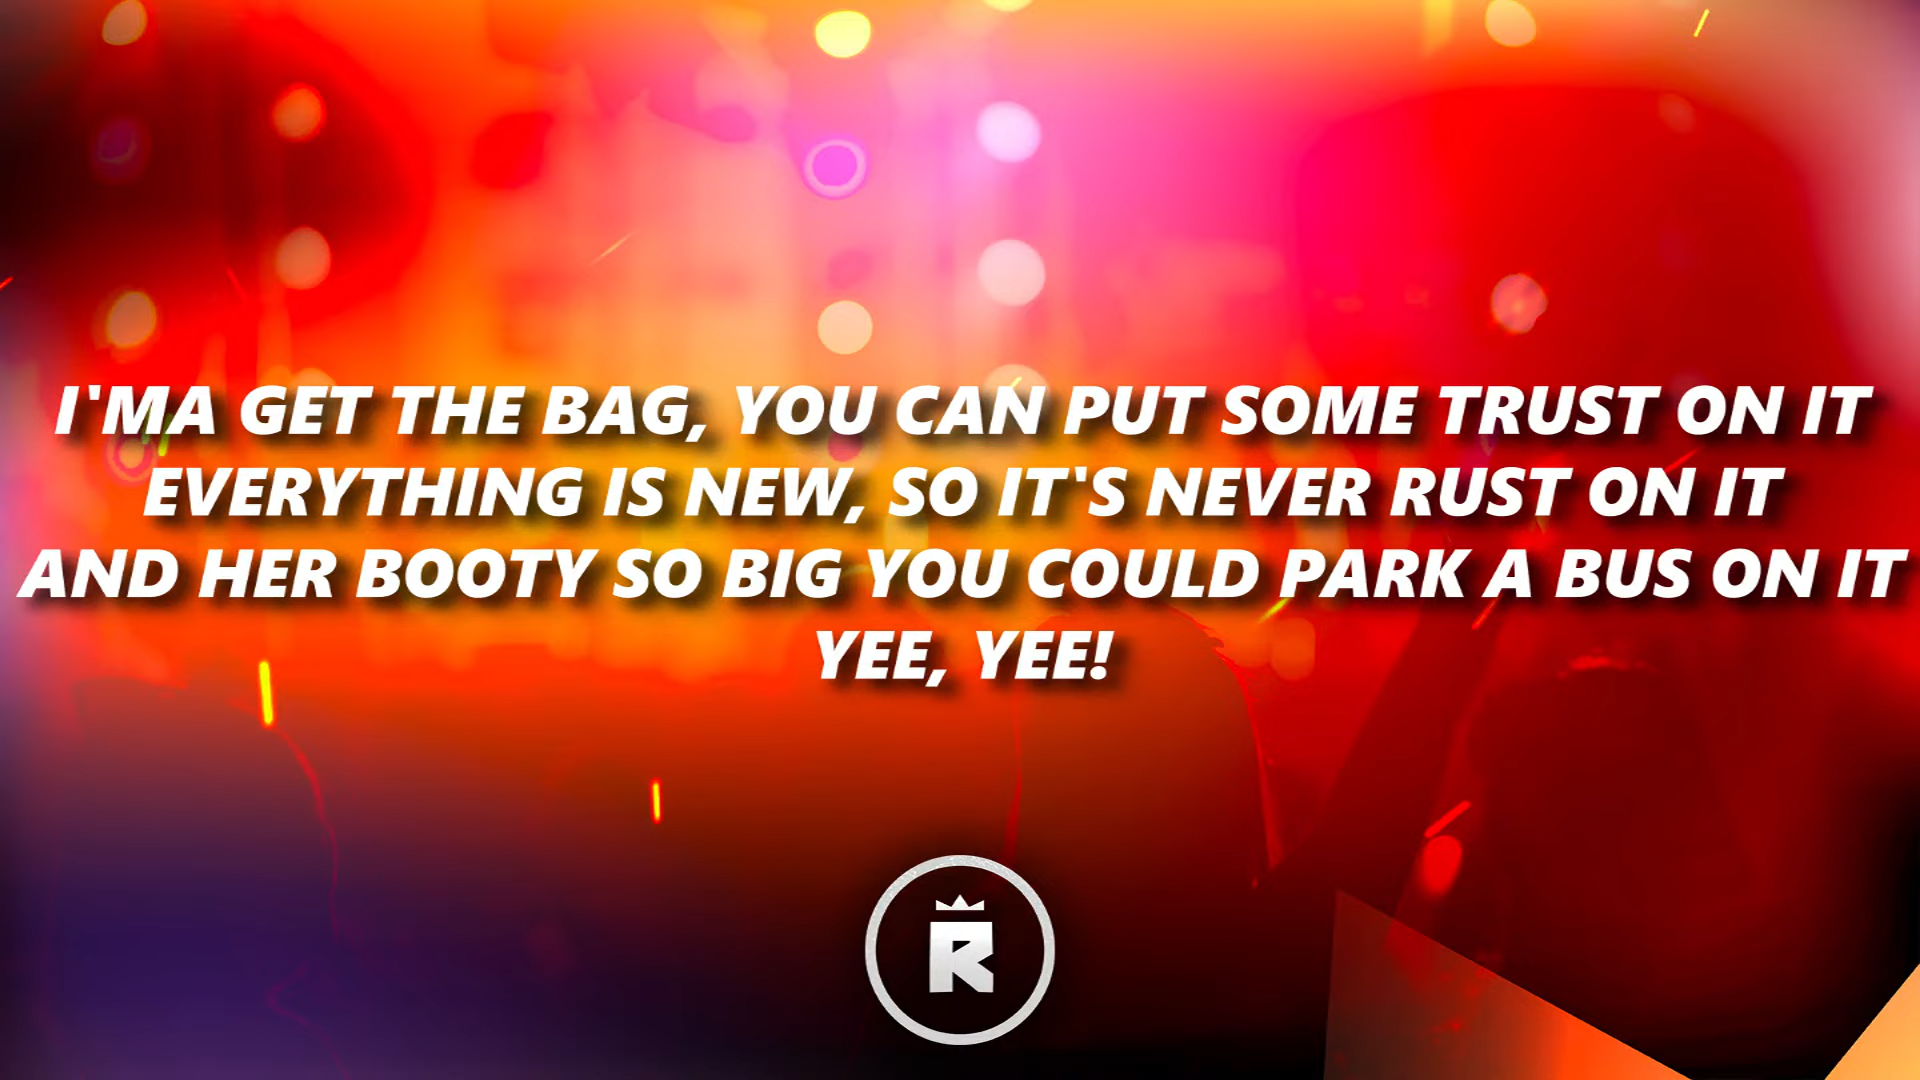 I'MA GET THE BAG, YOU CAN PUT SOME TRUST ON IT
EVERYTHING IS NEW, SO IT'S NEVER RUST ON IT
AND HER BOOTY SO BIG YOU COULD PARK A BUS ON IT
YEE, YEE!
R